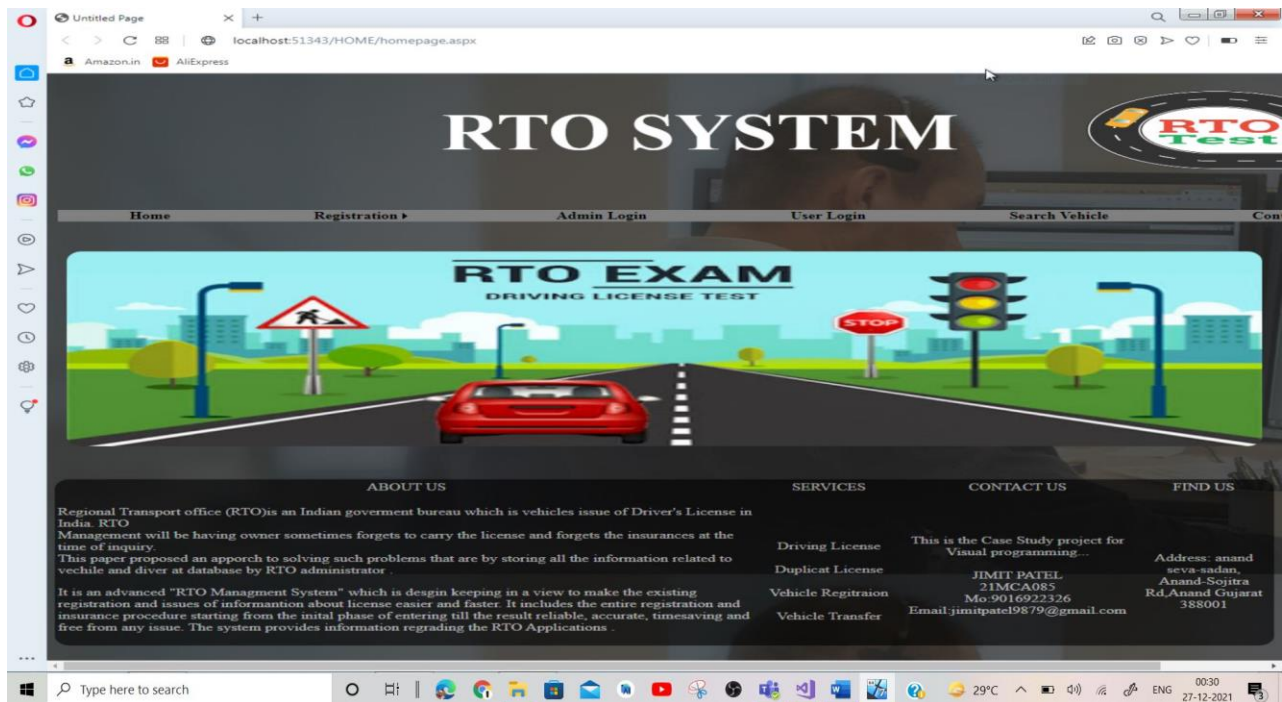 Untitled Page
localhost:51343/HOME/homepage.aspx
a Amazon.in AliExpress
RTO SYSTEM
RTO
Test
Home Registration Admin Login User Login Search Vehicle Con
RTO EXAM
DRIVING LICENSE TEST
STOP
ABOUT US
Regional Transport office (RTO)is an Indian goverment bureau which is vehicles issue of Driver's License in
India. RTO
Management will be having owner sometimes forgets to carry the license and forgets the insurances at the
time of inquiry.
This paper proposed an apporch to solving such problems that are by storing all the information related to
vechile and diver at database by RTO administrator .
It is an advanced "RTO Managment System" which is desgin keeping in a view to make the existing
registration and issues of informantion about license easier and faster. It includes the entire registration and
insurance procedure starting from the inital phase of entering till the result reliable, accurate, timesaving and
free from any issue. The system provides information regrading the RTO Applications .
SERVICES
Driving License
Duplicat License
Vehicle Regitraion
Vehicle Transfer
CONTACT US
This is the Case Study project for
Visual programming...
JIMIT PATEL
21MCA085
Mo:9016922326
Email:jimitpatel9879@gmail.com
FIND US
Address: anand
seva-sadan,
Anand-Sojitra
Rd,Anand Gujarat
388001
Type here to search
29°C ENG 00:30
27-12-2021
3